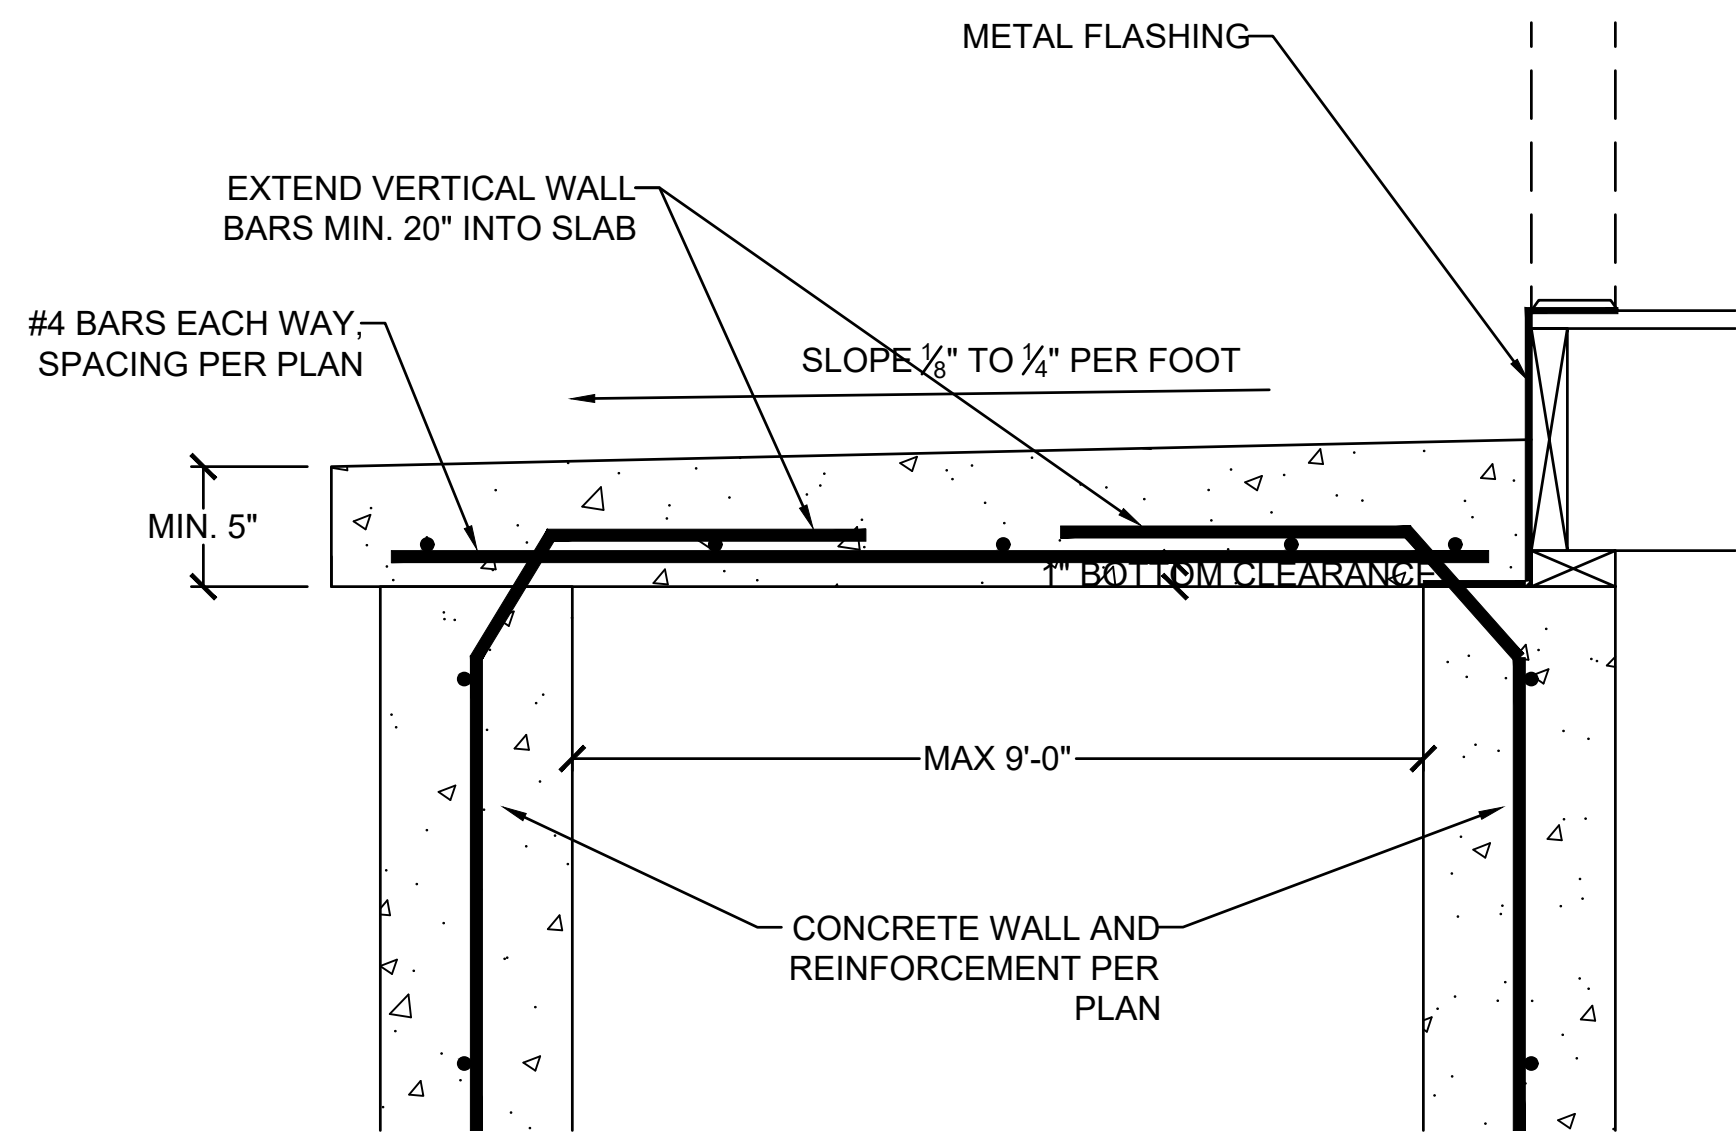 METAL FLASHING
EXTEND VERTICAL WALL
BARS MIN. 20" INTO SLAB
#4 BARS EACH WAY,
SPACING PER PLAN
SLOPE ⅛" TO ¼" PER FOOT
MIN. 5"
1" BOTTOM CLEARANCE
MAX 9'-0"
CONCRETE WALL AND
REINFORCEMENT PER
PLAN